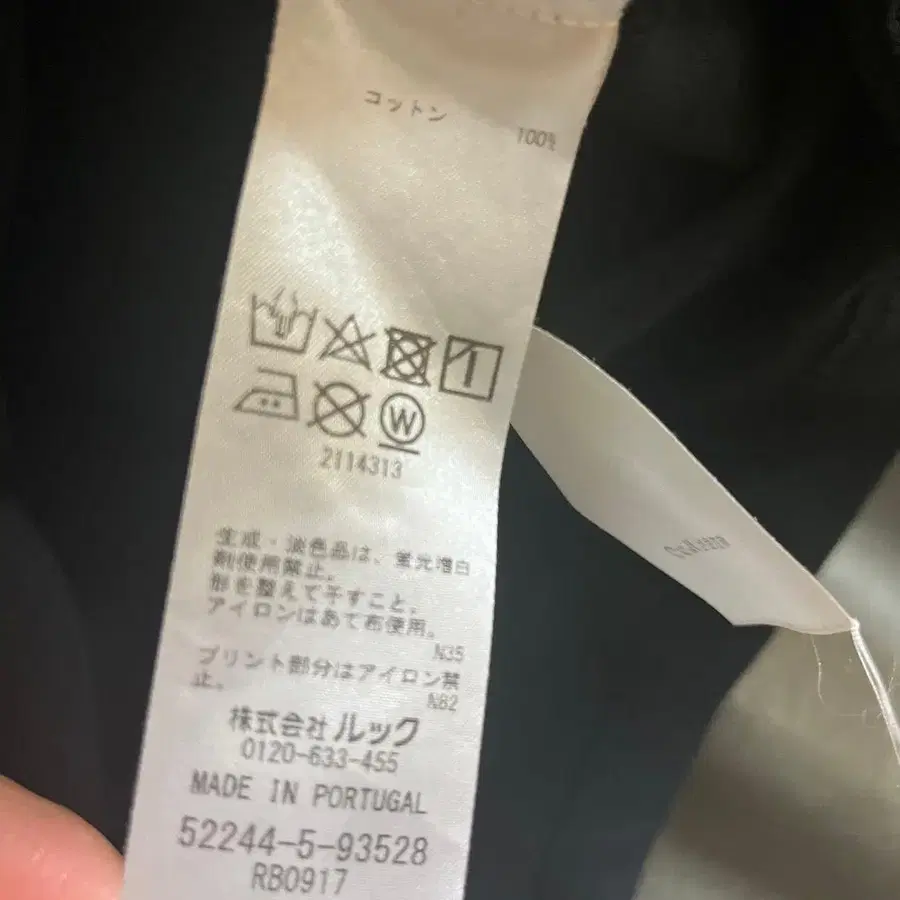 コットン
100%
W
2114313
生成・淡色品は、蛍光増白
剤使用禁止。
形を整えて干すこと。
アイロンはあて布使用。
N35
プリント部分はアイロン禁
止。
N82
株式会社 ルック
0120-633-455
MADE IN PORTUGAL
52244-5-93528
RB0917